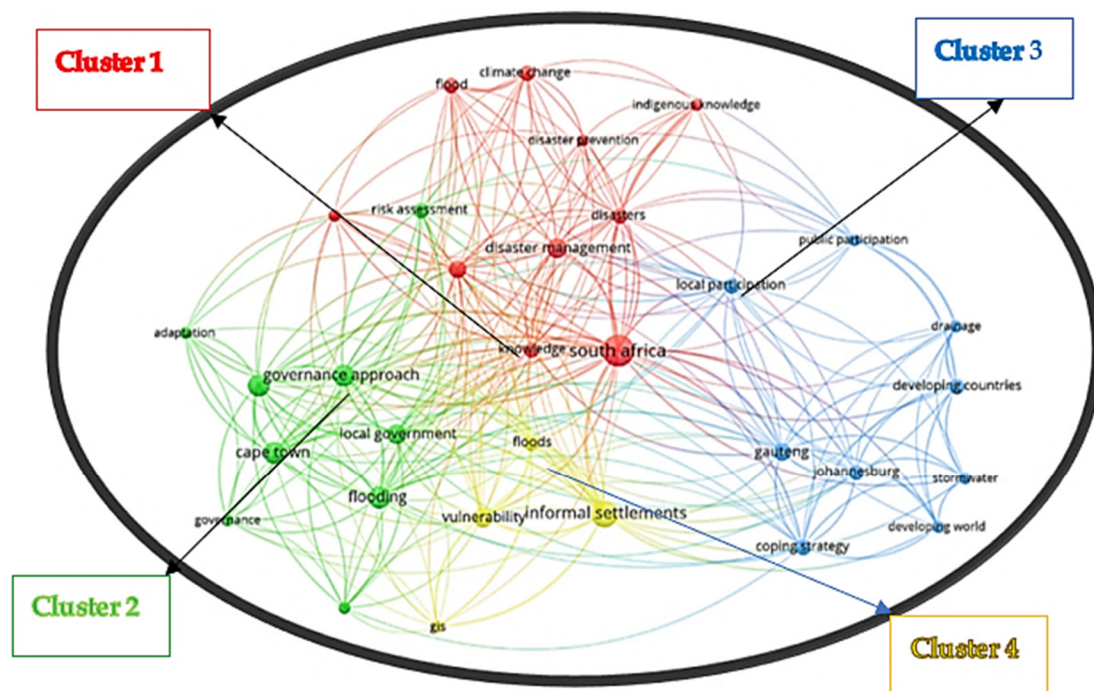 Cluster 1
Cluster 3
climate change
flood
indigenous knowledge
disaster prevention
risk assessment
disasters
public participation
disaster management
local participation
drainage
adaptation
knowledge
south africa
governance approach
developing countries
local government
floods
cape town
gauteng
johannesburg
stormwater
flooding
vulnerability
informal settlements
governance
developing world
coping strategy
gis
Cluster 2
Cluster 4